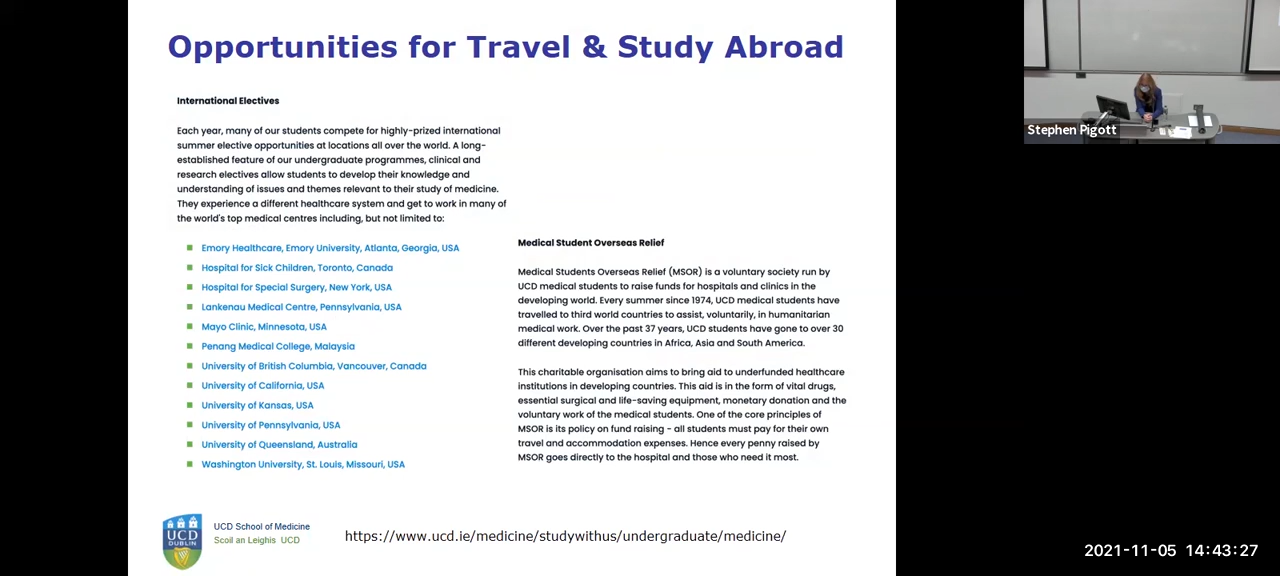 Opportunities for Travel & Study Abroad
International Electives
Each year, many of our students compete for highly-prized international
summer elective opportunities at locations all over the world. A long-
established feature of our undergraduate programmes, clinical and
research electives allow students to develop their knowledge and
understanding of issues and themes relevant to their study of medicine.
They experience a different healthcare system and get to work in many of
the world's top medical centres including, but not limited to:
Emory Healthcare, Emory University, Atlanta, Georgia, USA
Hospital for Sick Children, Toronto, Canada
Hospital for Special Surgery, New York, USA
Lankenau Medical Centre, Pennsylvania, USA
Mayo Clinic, Minnesota, USA
Penang Medical College, Malaysia
University of British Columbia, Vancouver, Canada
University of California, USA
University of Kansas, USA
University of Pennsylvania, USA
University of Queensland, Australia
Washington University, St. Louis, Missouri, USA
Medical Student Overseas Relief
Medical Students Overseas Relief (MSOR) is a voluntary society run by
UCD medical students to raise funds for hospitals and clinics in the
developing world. Every summer since 1974, UCD medical students have
travelled to third world countries to assist, voluntarily, in humanitarian
medical work. Over the past 37 years, UCD students have gone to over 30
different developing countries in Africa, Asia and South America.
This charitable organisation aims to bring aid to underfunded healthcare
institutions in developing countries. This aid is in the form of vital drugs,
essential surgical and life-saving equipment, monetary donation and the
voluntary work of the medical students. One of the core principles of
MSOR is its policy on fund raising - all students must pay for their own
travel and accommodation expenses. Hence every penny raised by
MSOR goes directly to the hospital and those who need it most.
UCD
DUBLIN
UCD School of Medicine
Scoil an Leighis UCD
https://www.ucd.ie/medicine/studywithus/undergraduate/medicine/
Stephen Pigott
2021-11-05 14:43:27